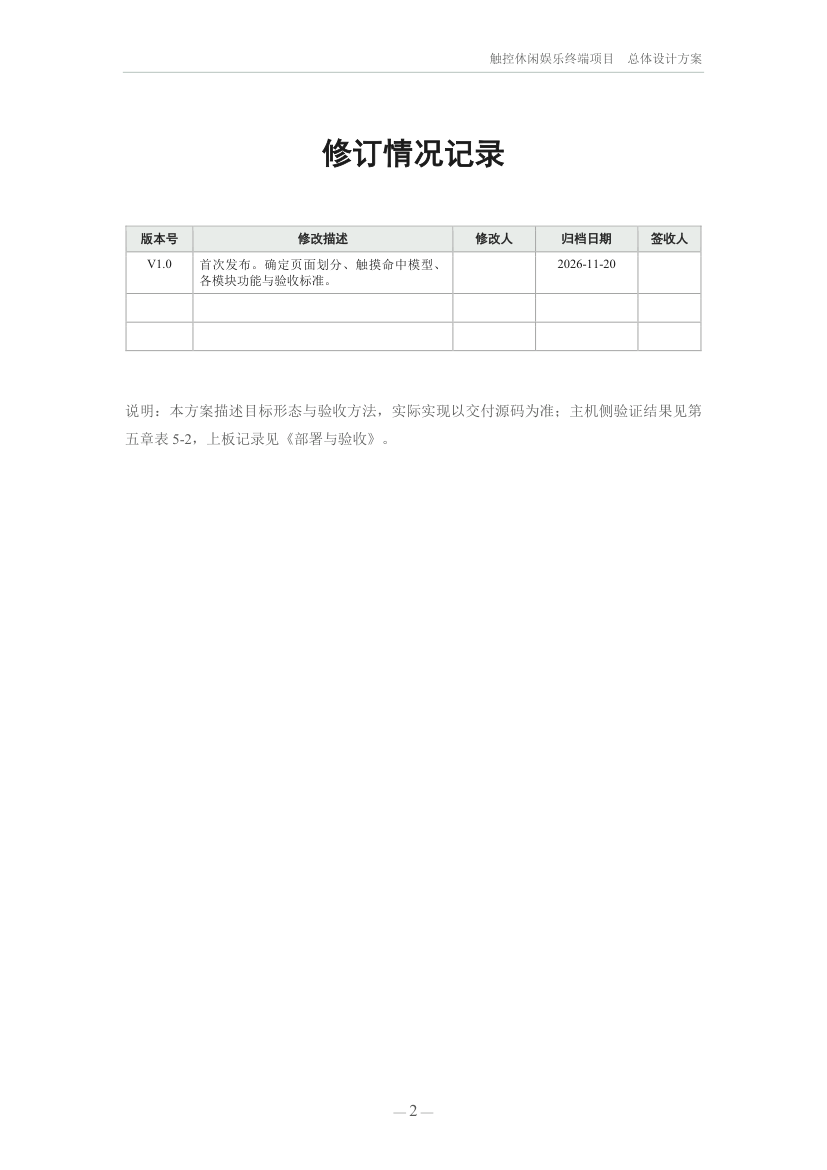 触控休闲娱乐终端项目 总体设计方案
修订情况记录
版本号 修改描述 修改人 归档日期 签收人
V1.0 首次发布。确定页面划分、触摸命中模型、 2026-11-20
各模块功能与验收标准。
说明：本方案描述目标形态与验收方法，实际实现以交付源码为准；主机侧验证结果见第
五章表 5-2，上板记录见《部署与验收》。
— 2 —